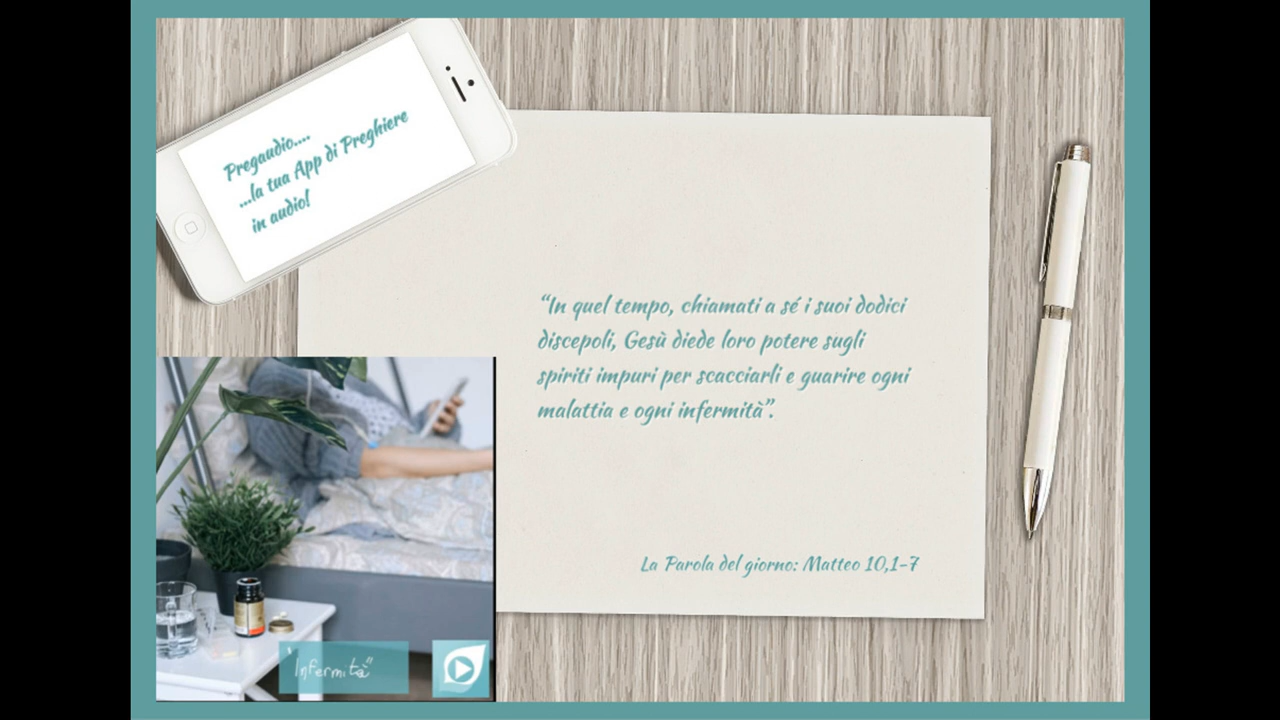 Pregaudio....
...la tua App di Preghiere
in audio!
“In quel tempo, chiamati a sé i suoi dodici
discepoli, Gesù diede loro potere sugli
spiriti impuri per scacciarli e guarire ogni
malattia e ogni infermità”.
La Parola del giorno: Matteo 10,1-7
"Infermità"